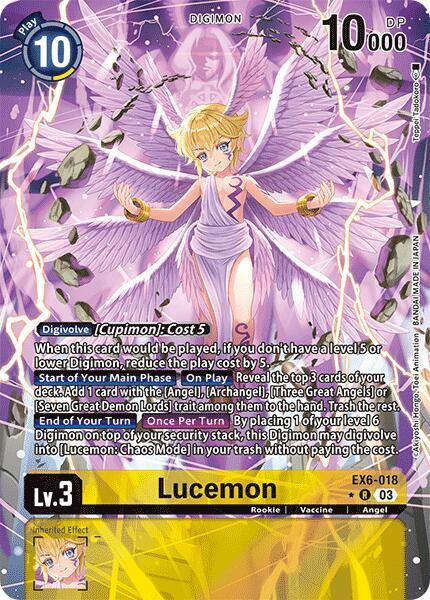 Play
10
DIGIMON
DP
10000
Teppei Tadokoro
©Akiyoshi Hongo, Toei Animation / BANDAI MADE IN JAPAN
Digivolve [Cupimon]: Cost 5
When this card would be played, if you don't have a level 5 or
lower Digimon, reduce the play cost by 5.
Start of Your Main Phase On Play Reveal the top 3 cards of your
deck. Add 1 card with the [Angel], [Archangel], [Three Great Angels] or
[Seven Great Demon Lords] trait among them to the hand. Trash the rest.
End of Your Turn Once Per Turn By placing 1 of your level 6
Digimon on top of your security stack, this Digimon may digivolve
into [Lucemon: Chaos Mode] in your trash without paying the cost.
Lv.3
Lucemon
EX6-018
R 03
Rookie | Vaccine | Angel
Inherited Effect